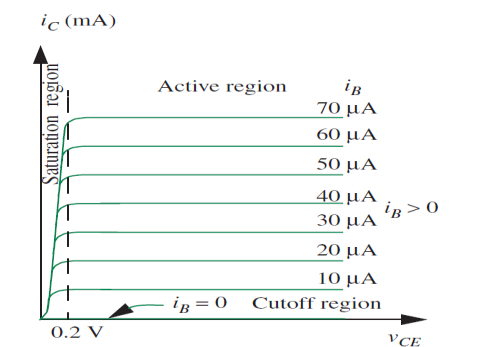 i_C (mA)
Saturation region
Active region
i_B
70 μA
60 μA
50 μA
40 μA
i_B > 0
30 μA
20 μA
10 μA
i_B = 0
Cutoff region
0.2 V
v_CE